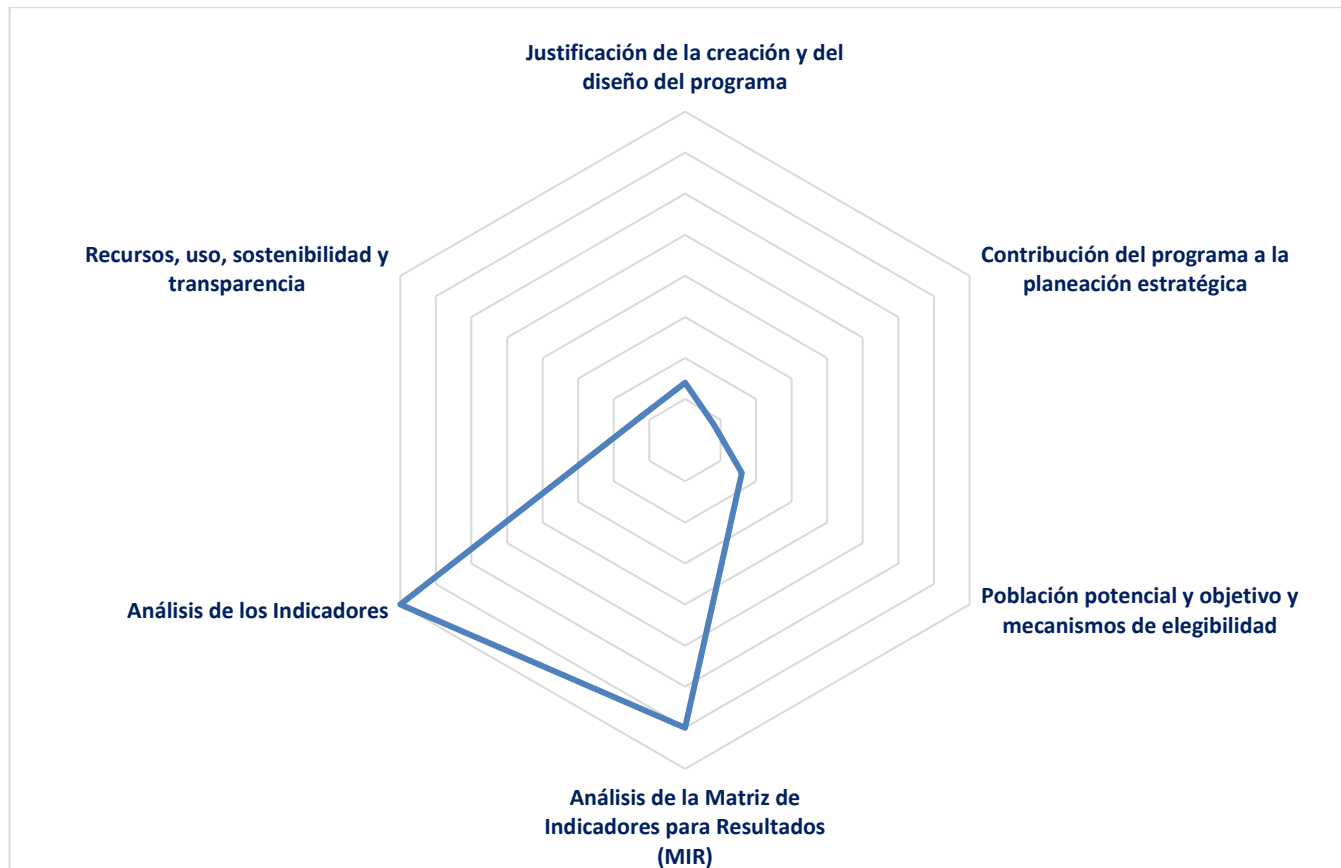 Justificación de la creación y del
diseño del programa
Contribución del programa a la
planeación estratégica
Población potencial y objetivo y
mecanismos de elegibilidad
Análisis de la Matriz de
Indicadores para Resultados
(MIR)
Análisis de los Indicadores
Recursos, uso, sostenibilidad y
transparencia